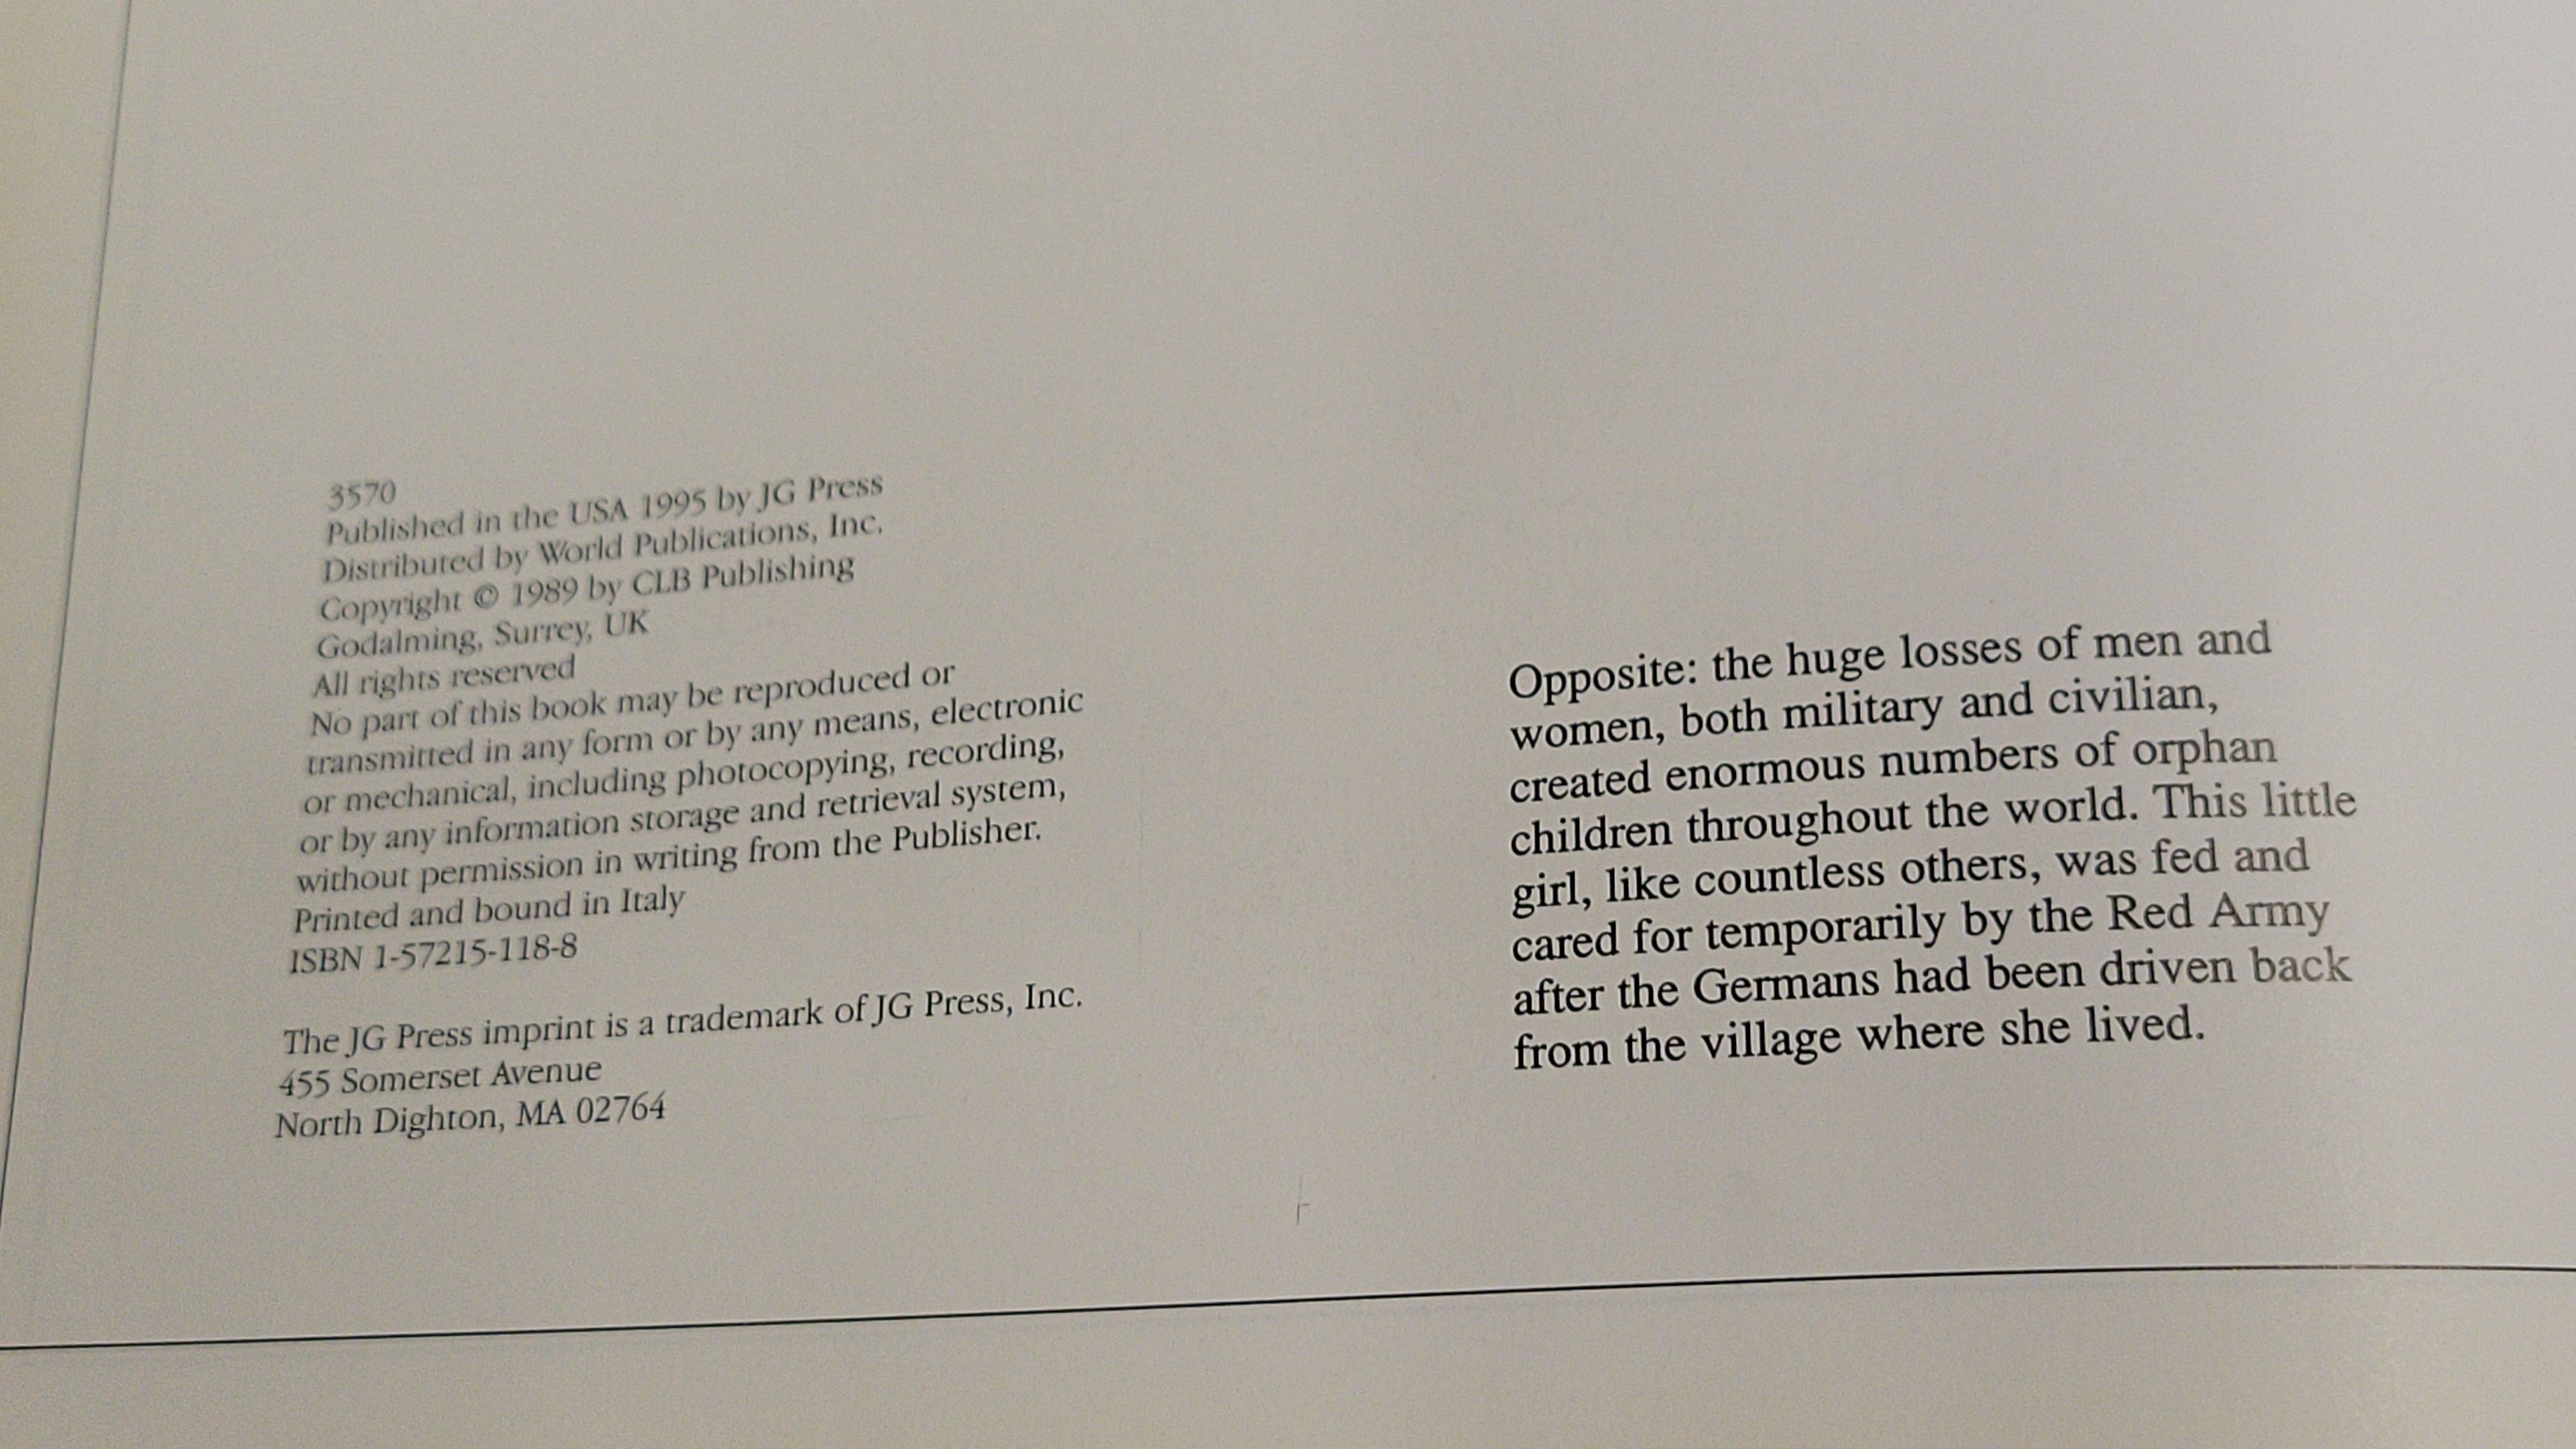 3570
Published in the USA 1995 by JG Press
Distributed by World Publications, Inc.
Copyright © 1989 by CLB Publishing
Godalming, Surrey, UK
All rights reserved
No part of this book may be reproduced or
transmitted in any form or by any means, electronic
or mechanical, including photocopying, recording,
or by any information storage and retrieval system,
without permission in writing from the Publisher.
Printed and bound in Italy
ISBN 1-57215-118-8
The JG Press imprint is a trademark of JG Press, Inc.
455 Somerset Avenue
North Dighton, MA 02764
Opposite: the huge losses of men and
women, both military and civilian,
created enormous numbers of orphan
children throughout the world. This little
girl, like countless others, was fed and
cared for temporarily by the Red Army
after the Germans had been driven back
from the village where she lived.